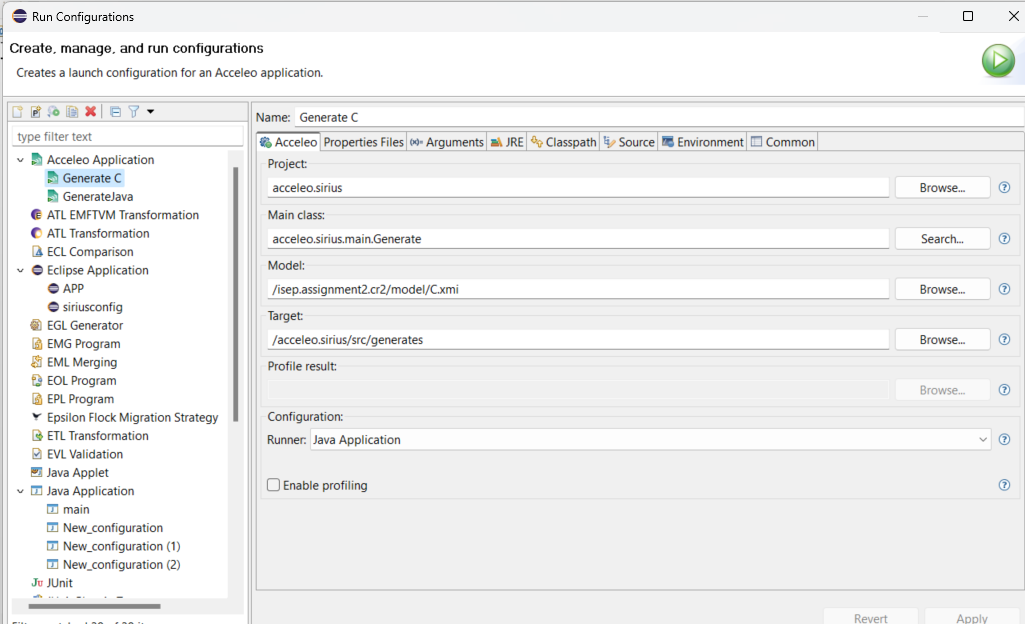 Run Configurations
Create, manage, and run configurations
Creates a launch configuration for an Acceleo application.
type filter text
Acceleo Application
Generate C
GenerateJava
ATL EMFTVM Transformation
ATL Transformation
ECL Comparison
Eclipse Application
APP
siriusconfig
EGL Generator
EMG Program
EML Merging
EOL Program
EPL Program
Epsilon Flock Migration Strategy
ETL Transformation
EVL Validation
Java Applet
Java Application
main
New_configuration
New_configuration (1)
New_configuration (2)
JUnit
Name: Generate C
Acceleo Properties Files Arguments JRE Classpath Source Environment Common
Project:
acceleo.sirius Browse...
Main class:
acceleo.sirius.main.Generate Search...
Model:
/isep.assignment2.cr2/model/C.xmi Browse...
Target:
/acceleo.sirius/src/generates Browse...
Profile result:
Browse...
Configuration:
Runner: Java Application
Enable profiling
Revert Apply